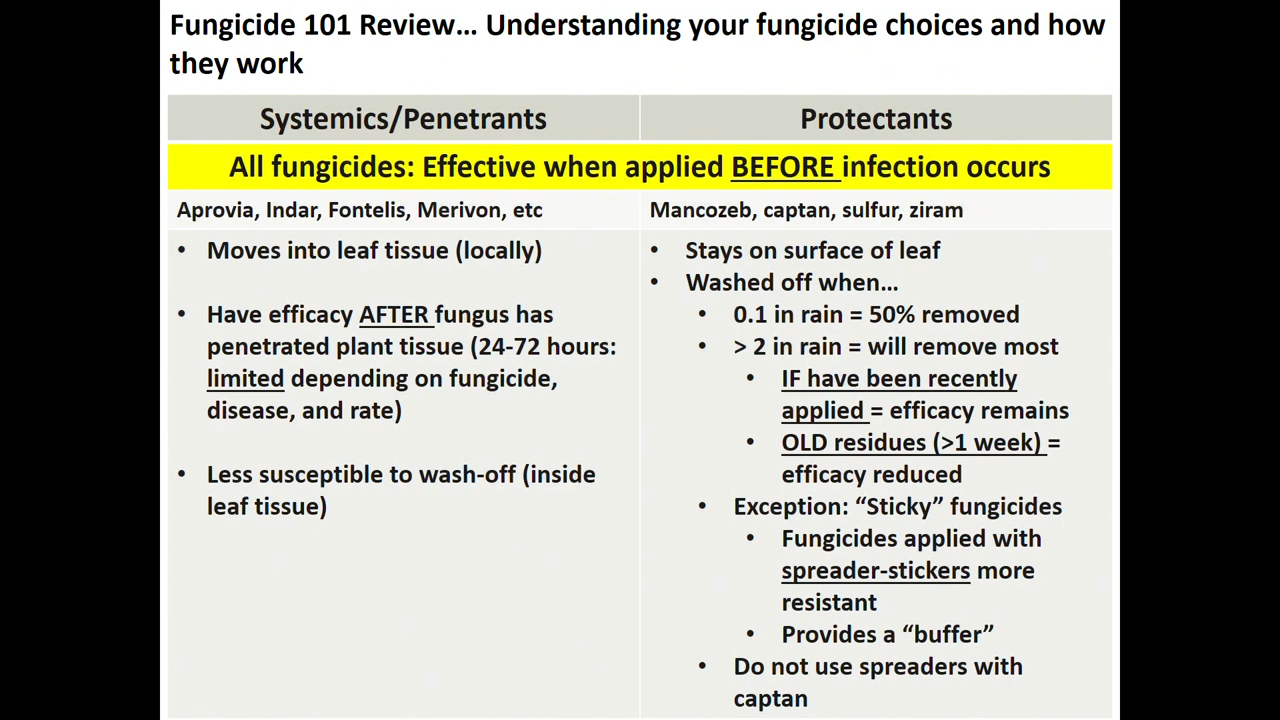 Fungicide 101 Review... Understanding your fungicide choices and how
they work
Systemics/Penetrants
Protectants
All fungicides: Effective when applied BEFORE infection occurs
Aprovia, Indar, Fontelis, Merivon, etc
Mancozeb, captan, sulfur, ziram
• Moves into leaf tissue (locally)
• Have efficacy AFTER fungus has
penetrated plant tissue (24-72 hours:
limited depending on fungicide,
disease, and rate)
• Less susceptible to wash-off (inside
leaf tissue)
• Stays on surface of leaf
• Washed off when...
• 0.1 in rain = 50% removed
• > 2 in rain = will remove most
• IF have been recently
applied = efficacy remains
• OLD residues (>1 week) =
efficacy reduced
• Exception: “Sticky” fungicides
• Fungicides applied with
spreader-stickers more
resistant
• Provides a “buffer”
• Do not use spreaders with
captan